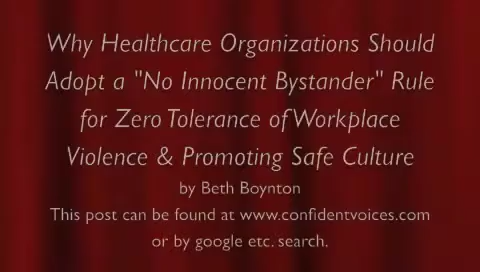 Why Healthcare Organizations Should
Adopt a "No Innocent Bystander" Rule
for Zero Tolerance of Workplace
Violence & Promoting Safe Culture
by Beth Boynton
This post can be found at www.confidentvoices.com
or by google etc. search.